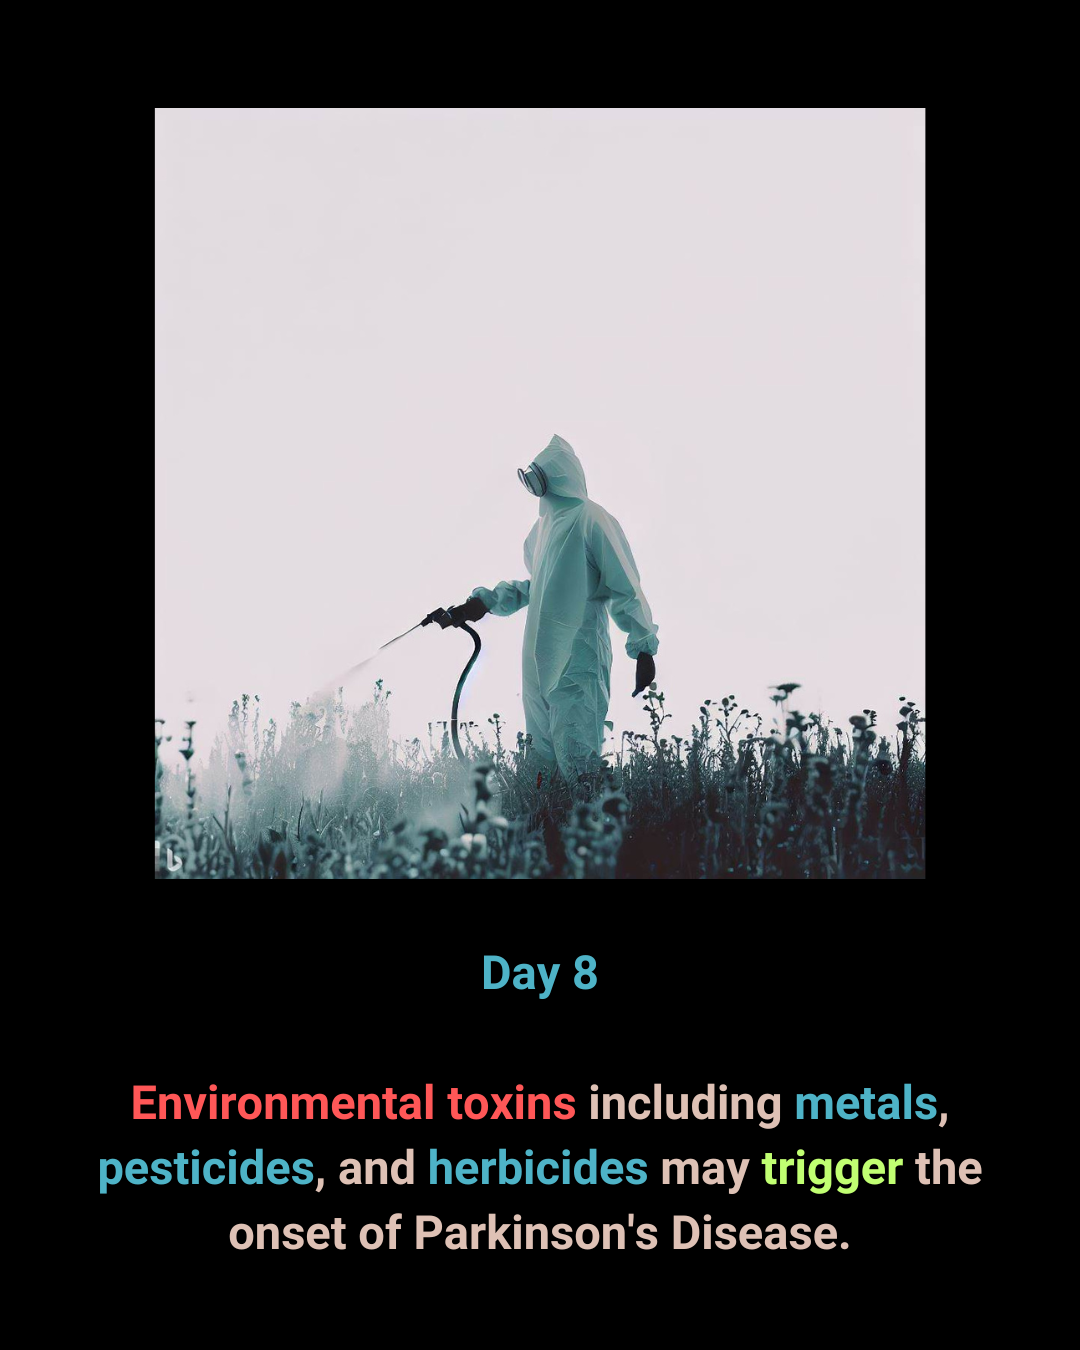 Day 8
Environmental toxins including metals,
pesticides, and herbicides may trigger the
onset of Parkinson's Disease.